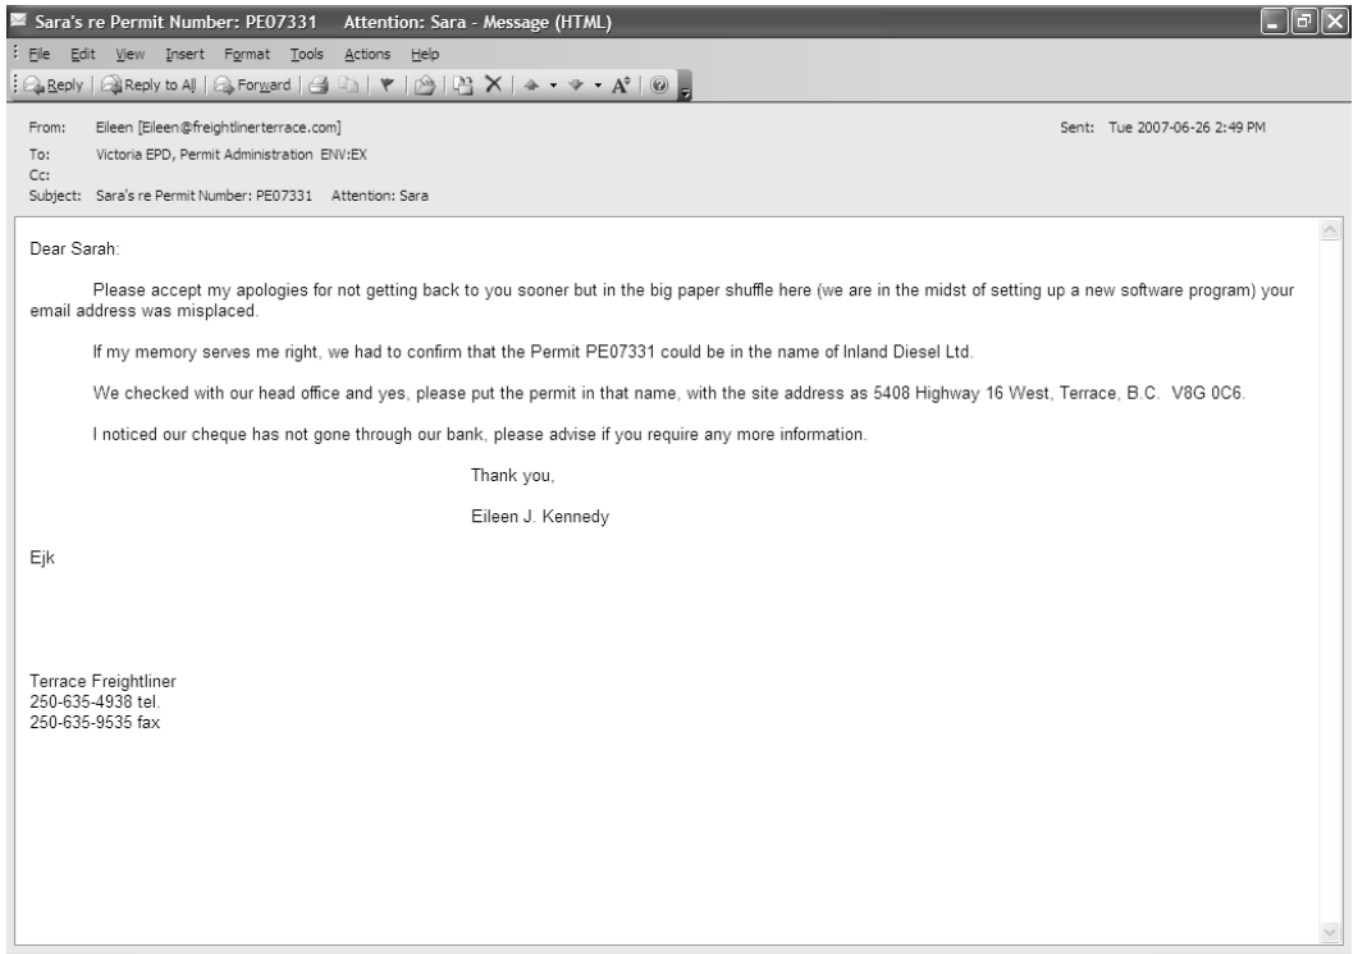 Sara's re Permit Number: PE07331 Attention: Sara - Message (HTML)
File Edit View Insert Format Tools Actions Help
Reply Reply to All Forward A
From: Eileen [Eileen@freightlinerterrace.com] Sent: Tue 2007-06-26 2:49 PM
To: Victoria EPD, Permit Administration ENV:EX
Cc:
Subject: Sara's re Permit Number: PE07331 Attention: Sara
Dear Sarah:
Please accept my apologies for not getting back to you sooner but in the big paper shuffle here (we are in the midst of setting up a new software program) your
email address was misplaced.
If my memory serves me right, we had to confirm that the Permit PE07331 could be in the name of Inland Diesel Ltd.
We checked with our head office and yes, please put the permit in that name, with the site address as 5408 Highway 16 West, Terrace, B.C. V8G 0C6.
I noticed our cheque has not gone through our bank, please advise if you require any more information.
Thank you,
Eileen J. Kennedy
Ejk
Terrace Freightliner
250-635-4938 tel.
250-635-9535 fax